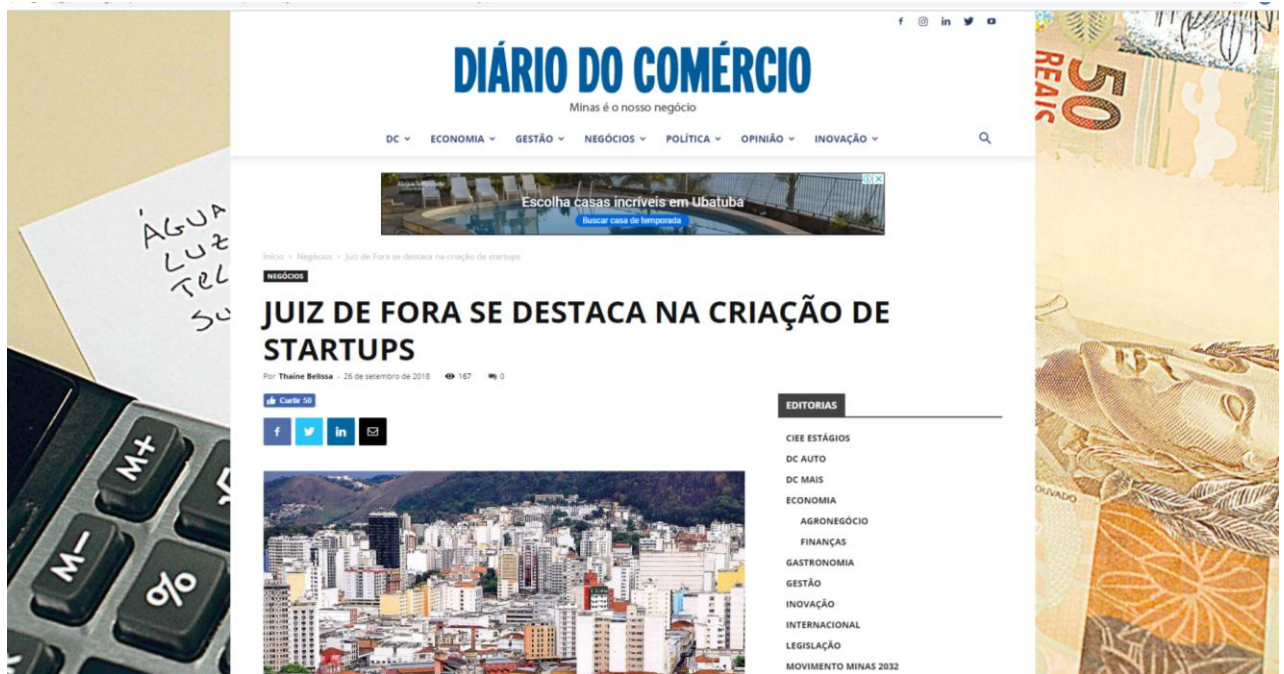 50
REAIS
DIÁRIO DO COMÉRCIO
Minas é o nosso negócio
DC
ECONOMIA
GESTÃO
NEGÓCIOS
POLÍTICA
OPINIÃO
INOVAÇÃO
Escolha casas incríveis em Ubatuba
Buscar casa de temporada
ÁGUA
LUZ
TEL
Início › Negócios › Juiz de Fora se destaca na criação de startups
NEGÓCIOS
JUIZ DE FORA SE DESTACA NA CRIAÇÃO DE
STARTUPS
Por Thaíne Belissa - 26 de setembro de 2018 167 0
Curtir 50
EDITORIAS
CIEE ESTÁGIOS
DC AUTO
DC MAIS
ECONOMIA
AGRONEGÓCIO
FINANÇAS
GASTRONOMIA
GESTÃO
INOVAÇÃO
INTERNACIONAL
LEGISLAÇÃO
MOVIMENTO MINAS 2032
M+
M-
%